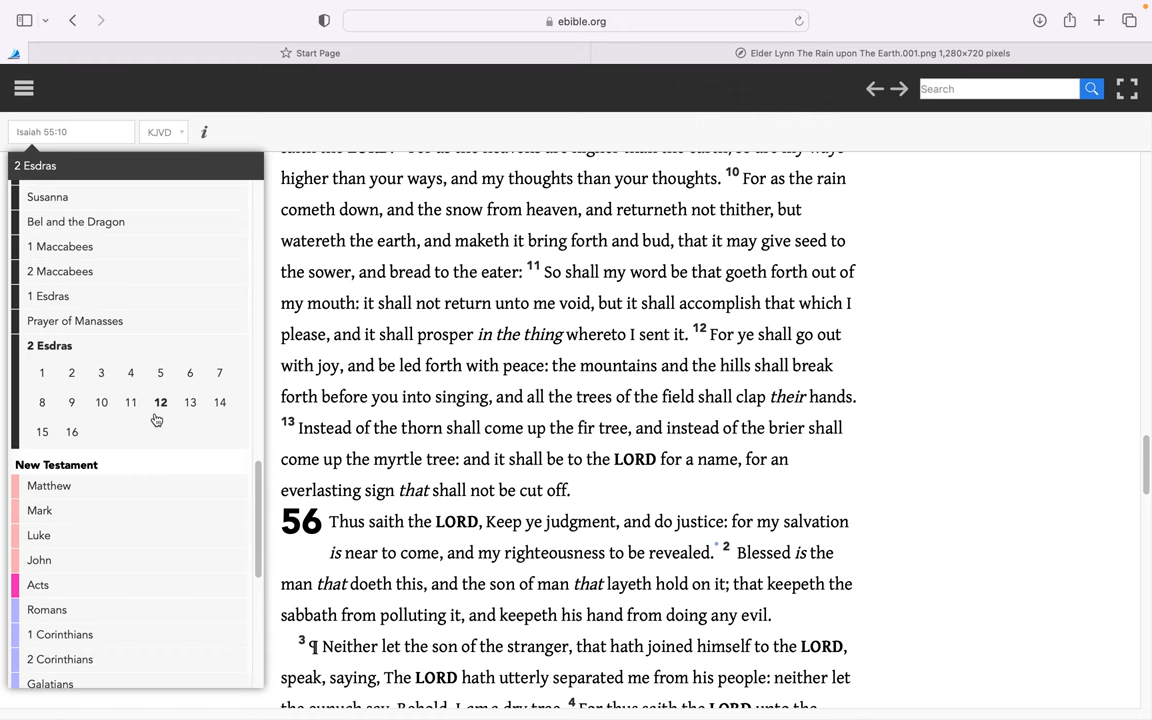 ebible.org
Start Page
Elder Lynn The Rain upon The Earth.001.png 1,280×720 pixels
Search
Isaiah 55:10
KJVD
i
2 Esdras
Susanna
Bel and the Dragon
1 Maccabees
2 Maccabees
1 Esdras
Prayer of Manasses
2 Esdras
1 2 3 4 5 6 7
8 9 10 11 12 13 14
15 16
New Testament
Matthew
Mark
Luke
John
Acts
Romans
1 Corinthians
2 Corinthians
Galatians
higher than your ways, and my thoughts than your thoughts. 10 For as the rain
cometh down, and the snow from heaven, and returneth not thither, but
watereth the earth, and maketh it bring forth and bud, that it may give seed to
the sower, and bread to the eater: 11 So shall my word be that goeth forth out of
my mouth: it shall not return unto me void, but it shall accomplish that which I
please, and it shall prosper in the thing whereto I sent it. 12 For ye shall go out
with joy, and be led forth with peace: the mountains and the hills shall break
forth before you into singing, and all the trees of the field shall clap their hands.
13 Instead of the thorn shall come up the fir tree, and instead of the brier shall
come up the myrtle tree: and it shall be to the LORD for a name, for an
everlasting sign that shall not be cut off.
56 Thus saith the LORD, Keep ye judgment, and do justice: for my salvation
is near to come, and my righteousness to be revealed.* 2 Blessed is the
man that doeth this, and the son of man that layeth hold on it; that keepeth the
sabbath from polluting it, and keepeth his hand from doing any evil.
3 ¶ Neither let the son of the stranger, that hath joined himself to the LORD,
speak, saying, The LORD hath utterly separated me from his people: neither let
the eunuch say, Behold, I am a dry tree. 4 For thus saith the LORD unto the